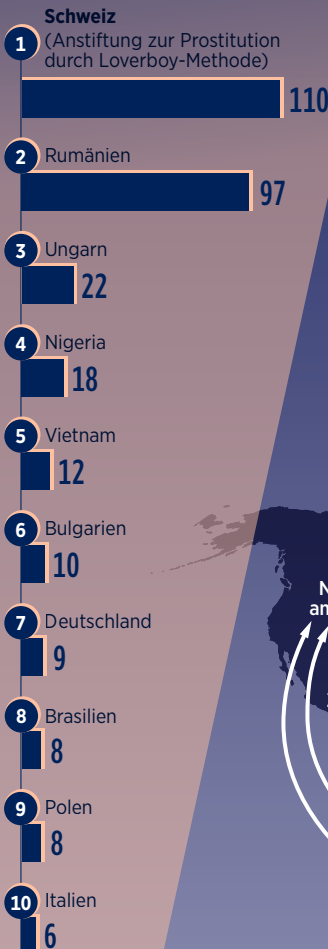 Schweiz
1 (Anstiftung zur Prostitution
durch Loverboy-Methode)
110
2 Rumänien
97
3 Ungarn
22
4 Nigeria
18
5 Vietnam
12
6 Bulgarien
10
7 Deutschland
9
8 Brasilien
8
9 Polen
8
10 Italien
6